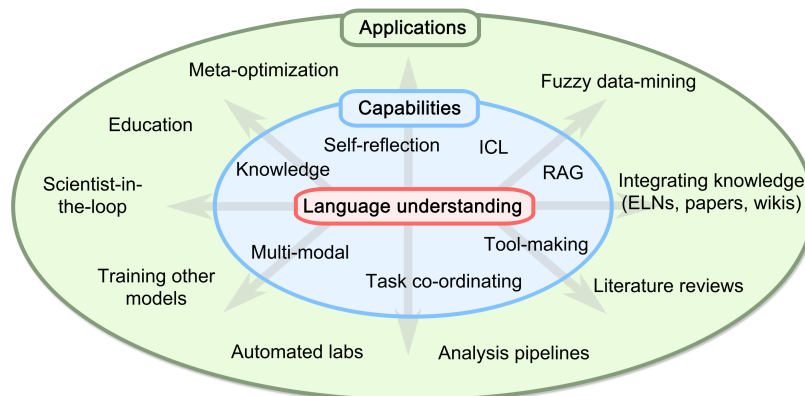 Applications
Meta-optimization
Fuzzy data-mining
Capabilities
Education
Self-reflection
ICL
Knowledge
RAG
Scientist-in-
the-loop
Language understanding
Integrating knowledge
(ELNs, papers, wikis)
Multi-modal
Tool-making
Training other
models
Task co-ordinating
Literature reviews
Automated labs
Analysis pipelines